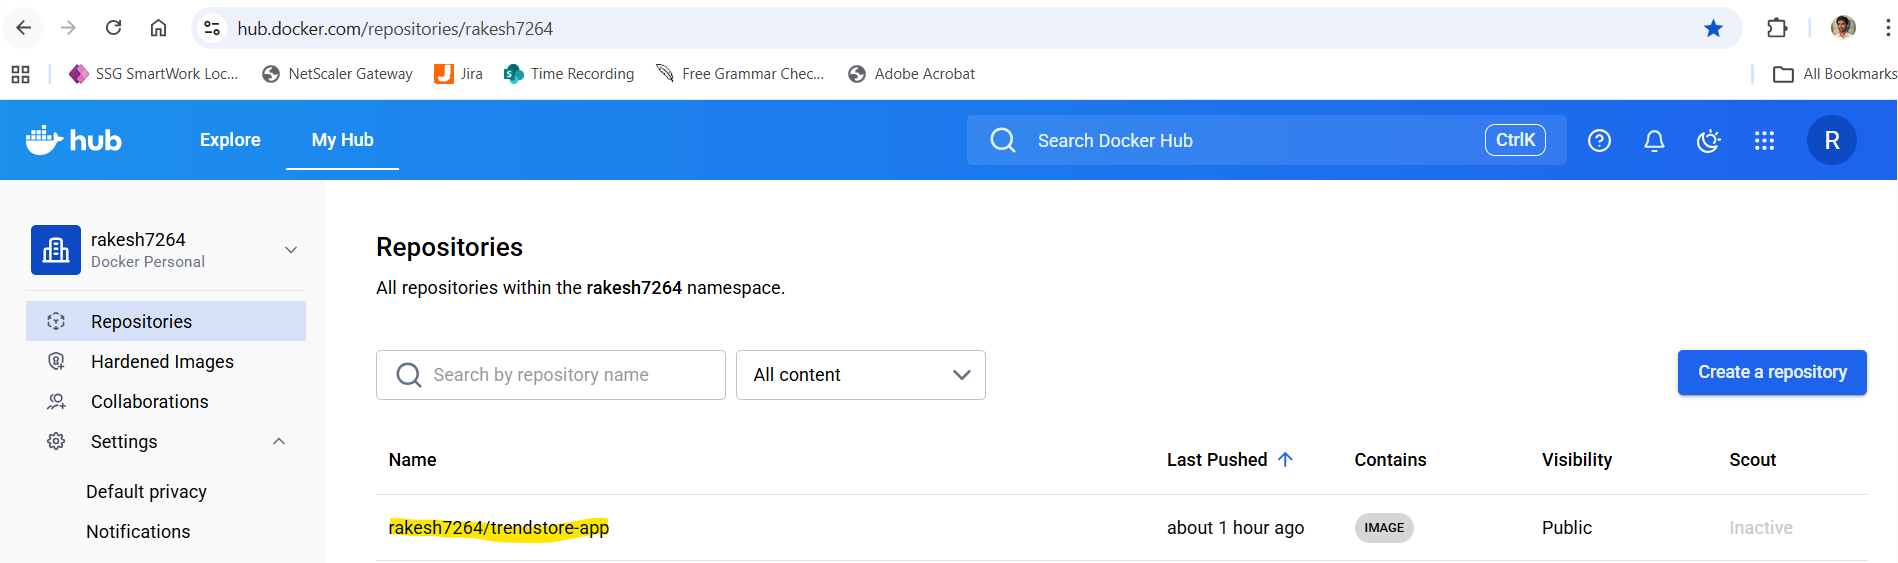 hub.docker.com/repositories/rakesh7264
SSG SmartWork Loc... NetScaler Gateway Jira Time Recording Free Grammar Chec... Adobe Acrobat All Bookmarks
hub Explore My Hub Search Docker Hub CtrlK R
rakesh7264
Docker Personal
Repositories
Hardened Images
Collaborations
Settings
Default privacy
Notifications
Repositories
All repositories within the rakesh7264 namespace.
Search by repository name All content Create a repository
Name Last Pushed Contains Visibility Scout
rakesh7264/trendstore-app about 1 hour ago IMAGE Public Inactive